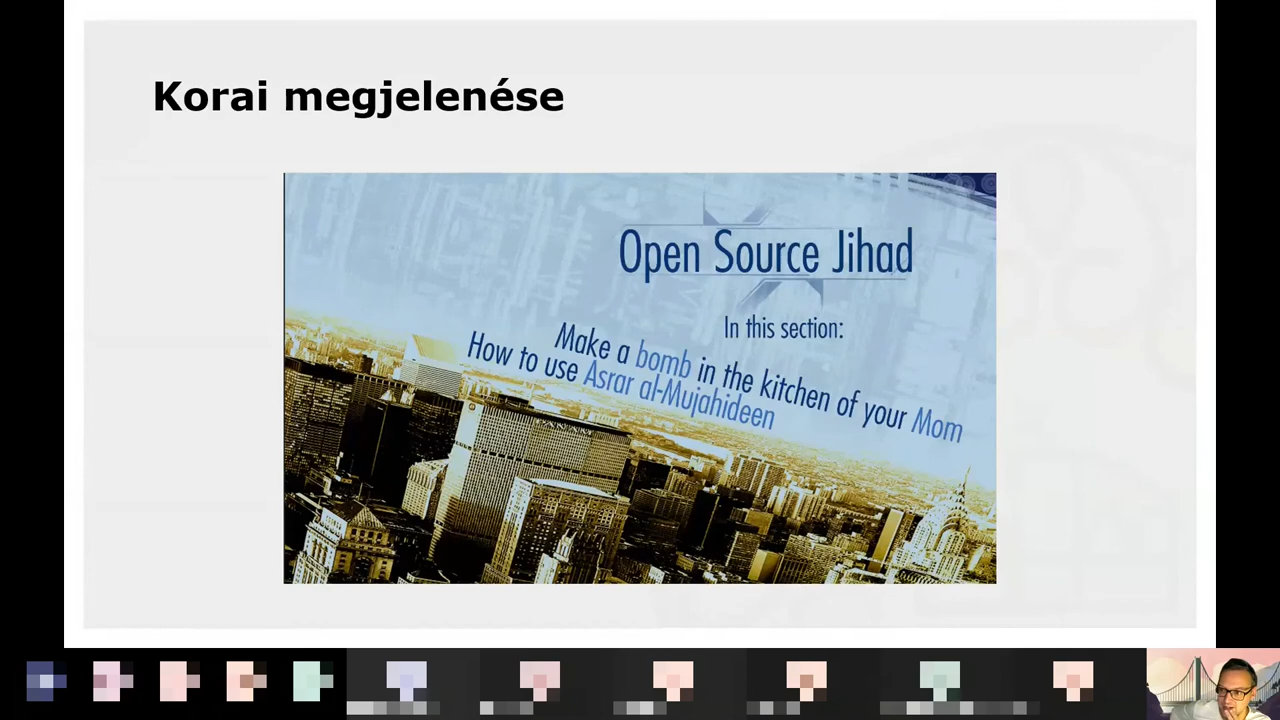 Korai megjelenése
Open Source Jihad
In this section:
Make a bomb in the kitchen of your Mom
How to use Asrar al-Mujahideen